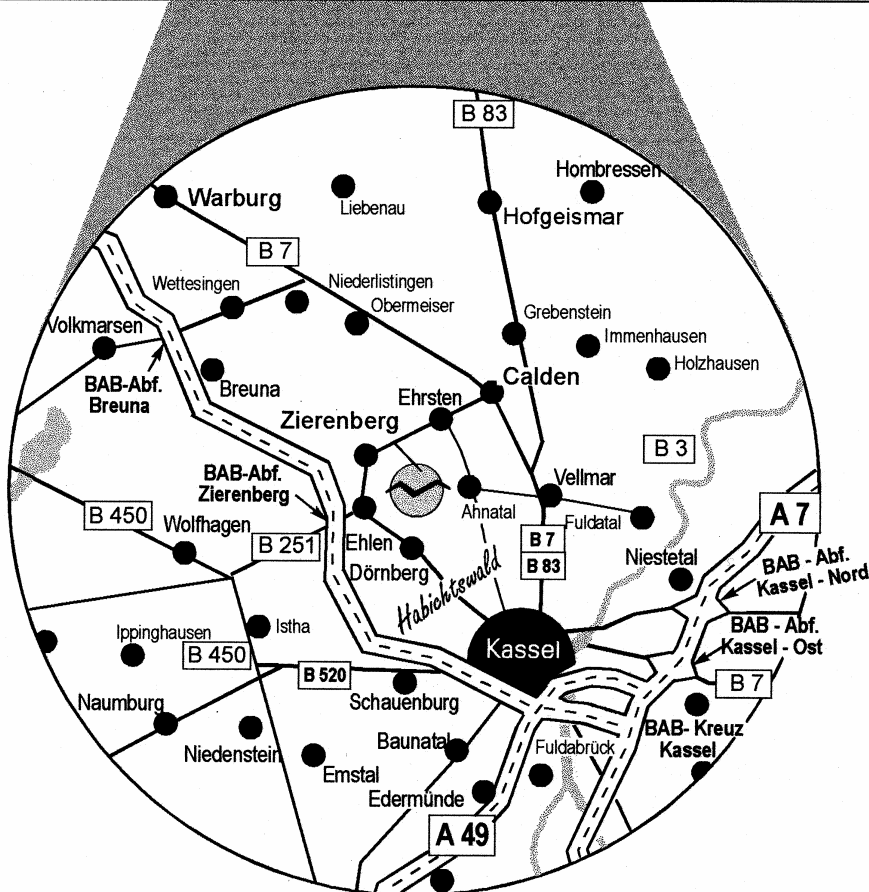 B 83
Hombressen
Warburg
Liebenau
Hofgeismar
B 7
Wettesingen
Niederlistingen
Obermeiser
Grebenstein
Volkmarsen
Immenhausen
Holzhausen
BAB-Abf.
Breuna
Breuna
Calden
Ehrsten
Zierenberg
B 3
BAB-Abf.
Zierenberg
Vellmar
Ahnatal
Fuldatal
A 7
B 450
Wolfhagen
B 251
Ehlen
Dörnberg
B 7
B 83
Niestetal
BAB - Abf.
Kassel - Nord
Habichtswald
BAB - Abf.
Kassel - Ost
Ippinghausen
Istha
B 450
Kassel
B 520
B 7
Naumburg
Schauenburg
Niedenstein
Baunatal
Fuldabrück
BAB- Kreuz
Kassel
Emstal
Edermünde
A 49